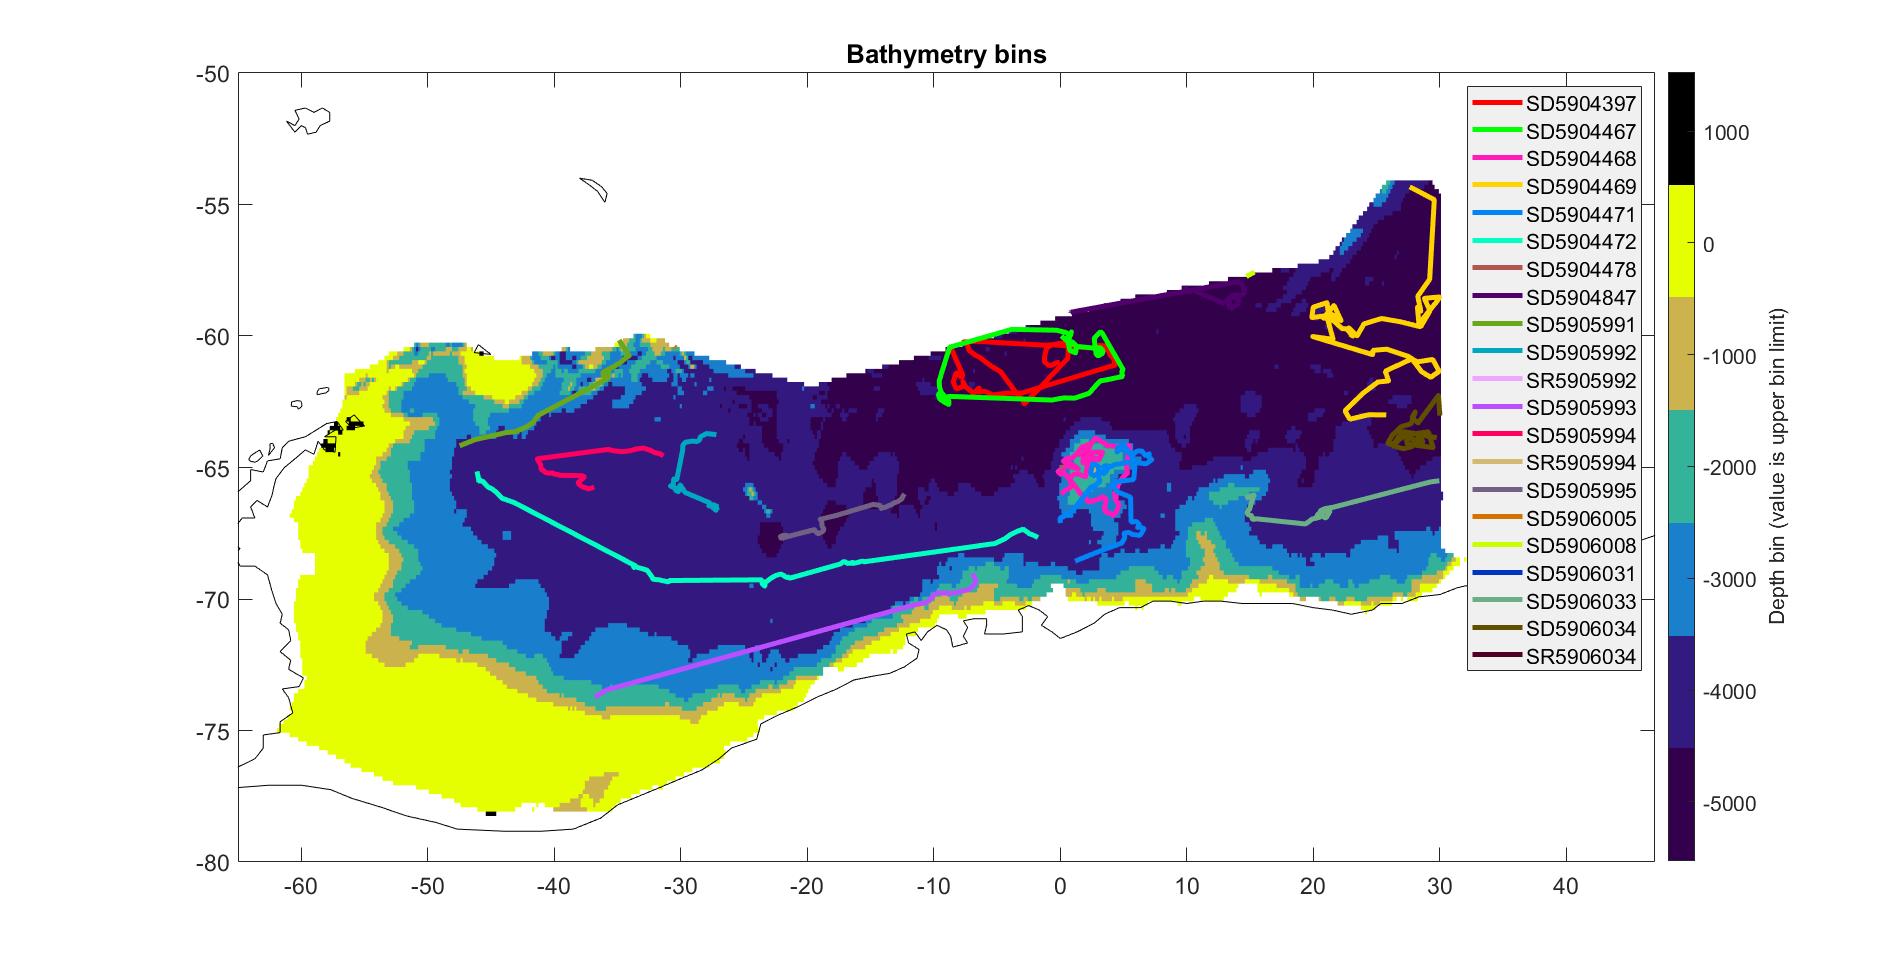 Bathymetry bins
-50
-55
-60
-65
-70
-75
-80
-60
-50
-40
-30
-20
-10
0
10
20
30
40
SD5904397
SD5904467
SD5904468
SD5904469
SD5904471
SD5904472
SD5904478
SD5904847
SD5905991
SD5905992
SR5905992
SD5905993
SD5905994
SR5905994
SD5905995
SD5906005
SD5906008
SD5906031
SD5906033
SD5906034
SR5906034
1000
0
-1000
-2000
-3000
-4000
-5000
Depth bin (value is upper bin limit)